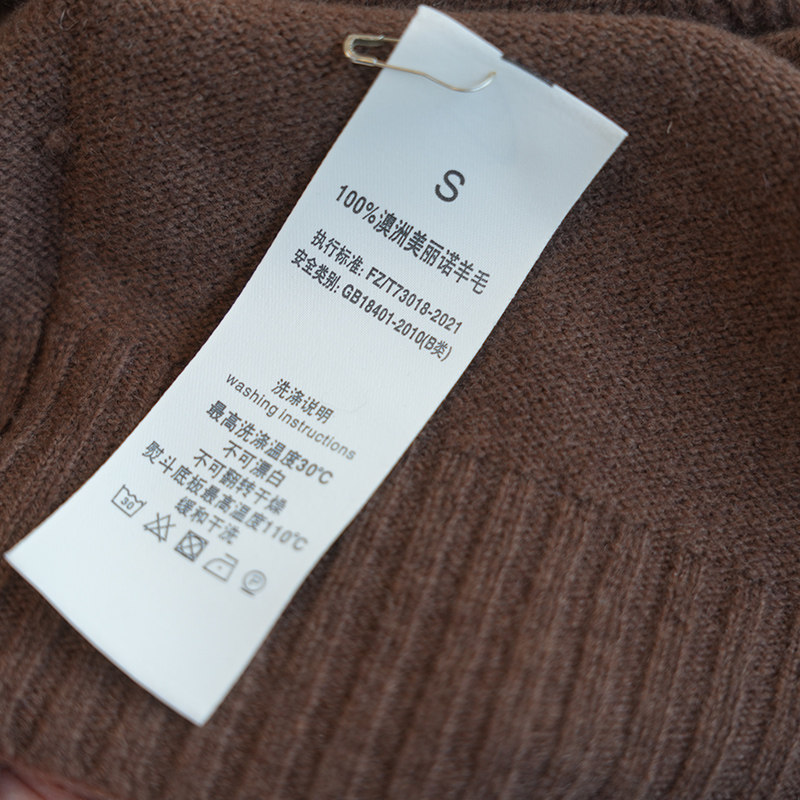 S
100%澳洲美丽诺羊毛
执行标准: FZ/T73018-2021
安全类别: GB18401-2010(B类)
洗涤说明
washing instructions
最高洗涤温度30℃
不可漂白
不可翻转干燥
熨斗底板最高温度110℃
缓和干洗
30
P